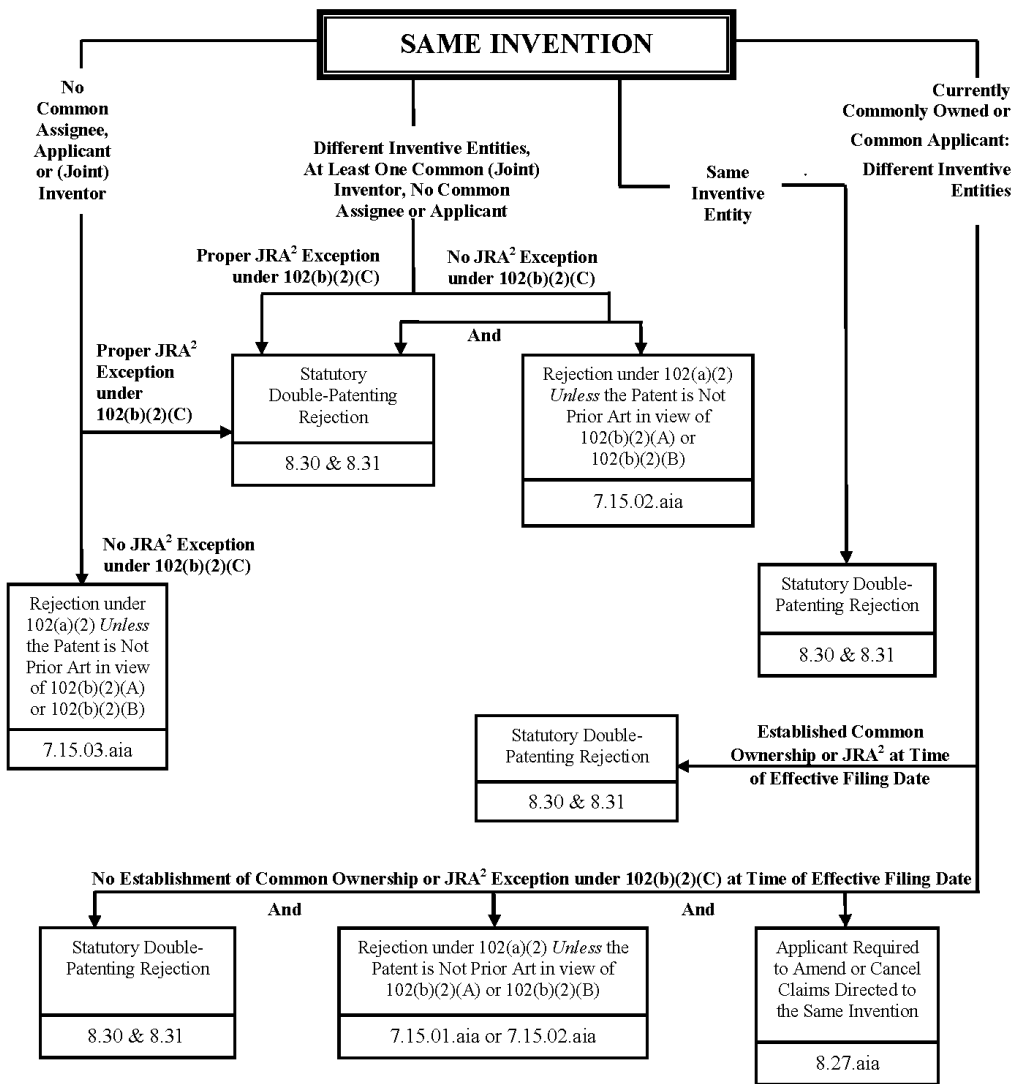 SAME INVENTION
No
Common
Assignee,
Applicant
or (Joint)
Inventor
Different Inventive Entities,
At Least One Common (Joint)
Inventor, No Common
Assignee or Applicant
Same
Inventive
Entity
Currently
Commonly Owned or
Common Applicant:
Different Inventive
Entities
Proper JRA² Exception
under 102(b)(2)(C)
No JRA² Exception
under 102(b)(2)(C)
And
Proper JRA²
Exception
under
102(b)(2)(C)
Statutory
Double-Patenting
Rejection
8.30 & 8.31
Rejection under 102(a)(2)
Unless the Patent is Not
Prior Art in view of
102(b)(2)(A) or
102(b)(2)(B)
7.15.02.aia
No JRA² Exception
under 102(b)(2)(C)
Rejection under
102(a)(2) Unless
the Patent is Not
Prior Art in view
of 102(b)(2)(A)
or 102(b)(2)(B)
7.15.03.aia
Statutory Double-
Patenting Rejection
8.30 & 8.31
Statutory Double-
Patenting Rejection
8.30 & 8.31
Established Common
Ownership or JRA² at Time
of Effective Filing Date
No Establishment of Common Ownership or JRA² Exception under 102(b)(2)(C) at Time of Effective Filing Date
And
And
Statutory Double-
Patenting Rejection
8.30 & 8.31
Rejection under 102(a)(2) Unless the
Patent is Not Prior Art in view of
102(b)(2)(A) or 102(b)(2)(B)
7.15.01.aia or 7.15.02.aia
Applicant Required
to Amend or Cancel
Claims Directed to
the Same Invention
8.27.aia